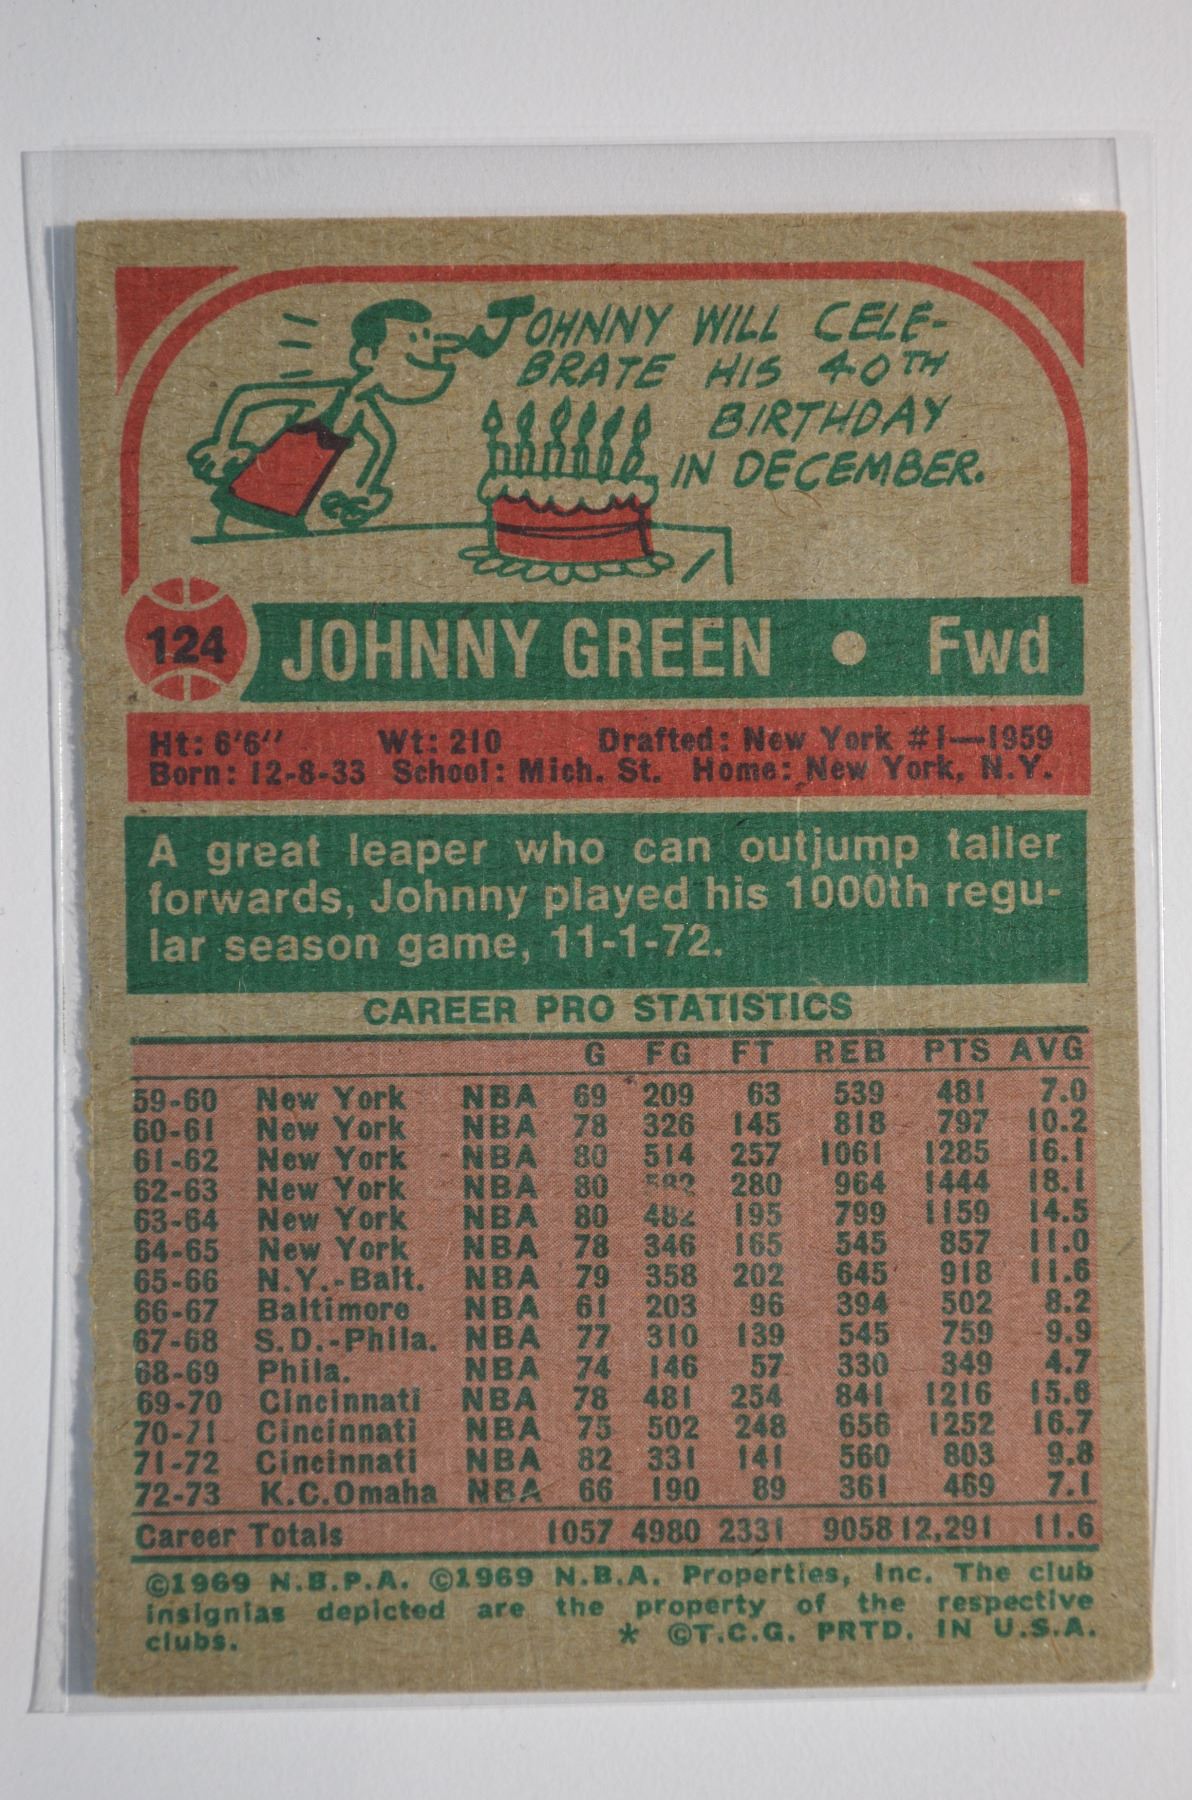 JOHNNY WILL CELE-
BRATE HIS 40TH
BIRTHDAY
IN DECEMBER.
124 JOHNNY GREEN • Fwd
Ht: 6'6" Wt: 210 Drafted: New York #1—1959
Born: 12-8-33 School: Mich. St. Home: New York, N.Y.
A great leaper who can outjump taller
forwards, Johnny played his 1000th regu-
lar season game, 11-1-72.
CAREER PRO STATISTICS
G FG FT REB PTS AVG
59-60 New York NBA 69 209 63 539 481 7.0
60-61 New York NBA 78 326 145 818 797 10.2
61-62 New York NBA 80 514 257 1061 1285 16.1
62-63 New York NBA 80 582 280 964 1444 18.1
63-64 New York NBA 80 482 195 799 1159 14.5
64-65 New York NBA 78 346 165 545 857 11.0
65-66 N.Y.-Balt. NBA 79 358 202 645 918 11.6
66-67 Baltimore NBA 61 203 96 394 502 8.2
67-68 S.D.-Phila. NBA 77 310 139 545 759 9.9
68-69 Phila. NBA 74 146 57 330 349 4.7
69-70 Cincinnati NBA 78 481 254 841 1216 15.6
70-71 Cincinnati NBA 75 502 248 656 1252 16.7
71-72 Cincinnati NBA 82 331 141 560 803 9.8
72-73 K.C.Omaha NBA 66 190 89 361 469 7.1
Career Totals 1057 4980 2331 9058 12,291 11.6
©1969 N.B.P.A. ©1969 N.B.A. Properties, Inc. The club
insignias depicted are the property of the respective
clubs. * ©T.C.G. PRTD. IN U.S.A.